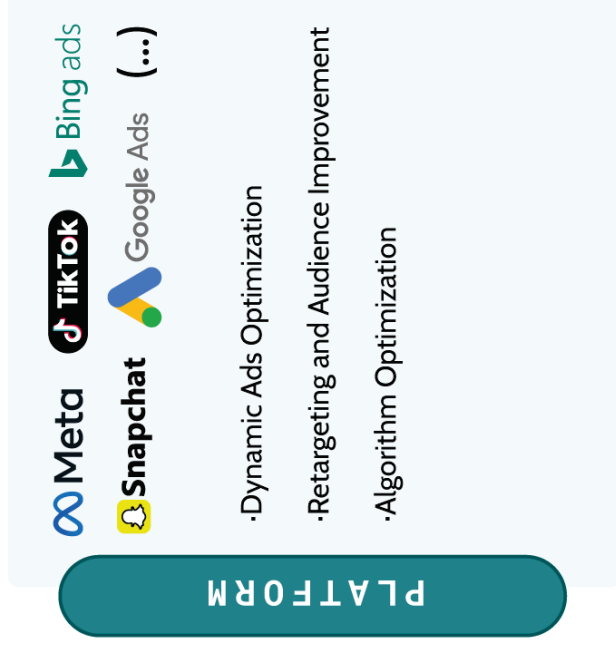 Meta TikTok Bing ads
Snapchat Google Ads (...)
·Dynamic Ads Optimization
·Retargeting and Audience Improvement
·Algorithm Optimization
PLATFORM